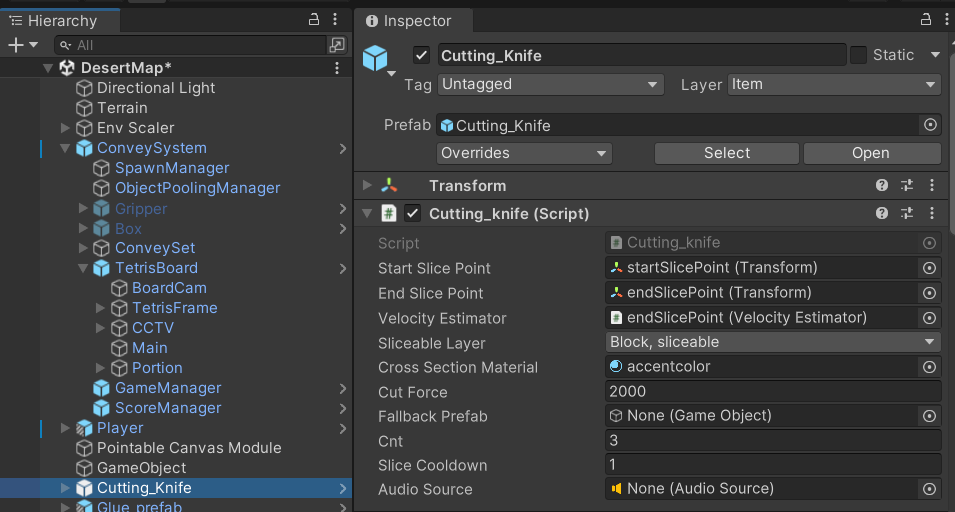 Hierarchy
All
DesertMap*
Directional Light
Terrain
Env Scaler
ConveySystem
SpawnManager
ObjectPoolingManager
Gripper
Box
ConveySet
TetrisBoard
BoardCam
TetrisFrame
CCTV
Main
Portion
GameManager
ScoreManager
Player
Pointable Canvas Module
GameObject
Cutting_Knife
Glue_prefab
Inspector
Cutting_Knife Static
Tag Untagged Layer Item
Prefab Cutting_Knife
Overrides Select Open
Transform
Cutting_knife (Script)
Script Cutting_knife
Start Slice Point startSlicePoint (Transform)
End Slice Point endSlicePoint (Transform)
Velocity Estimator endSlicePoint (Velocity Estimator)
Sliceable Layer Block, sliceable
Cross Section Material accentcolor
Cut Force 2000
Fallback Prefab None (Game Object)
Cnt 3
Slice Cooldown 1
Audio Source None (Audio Source)